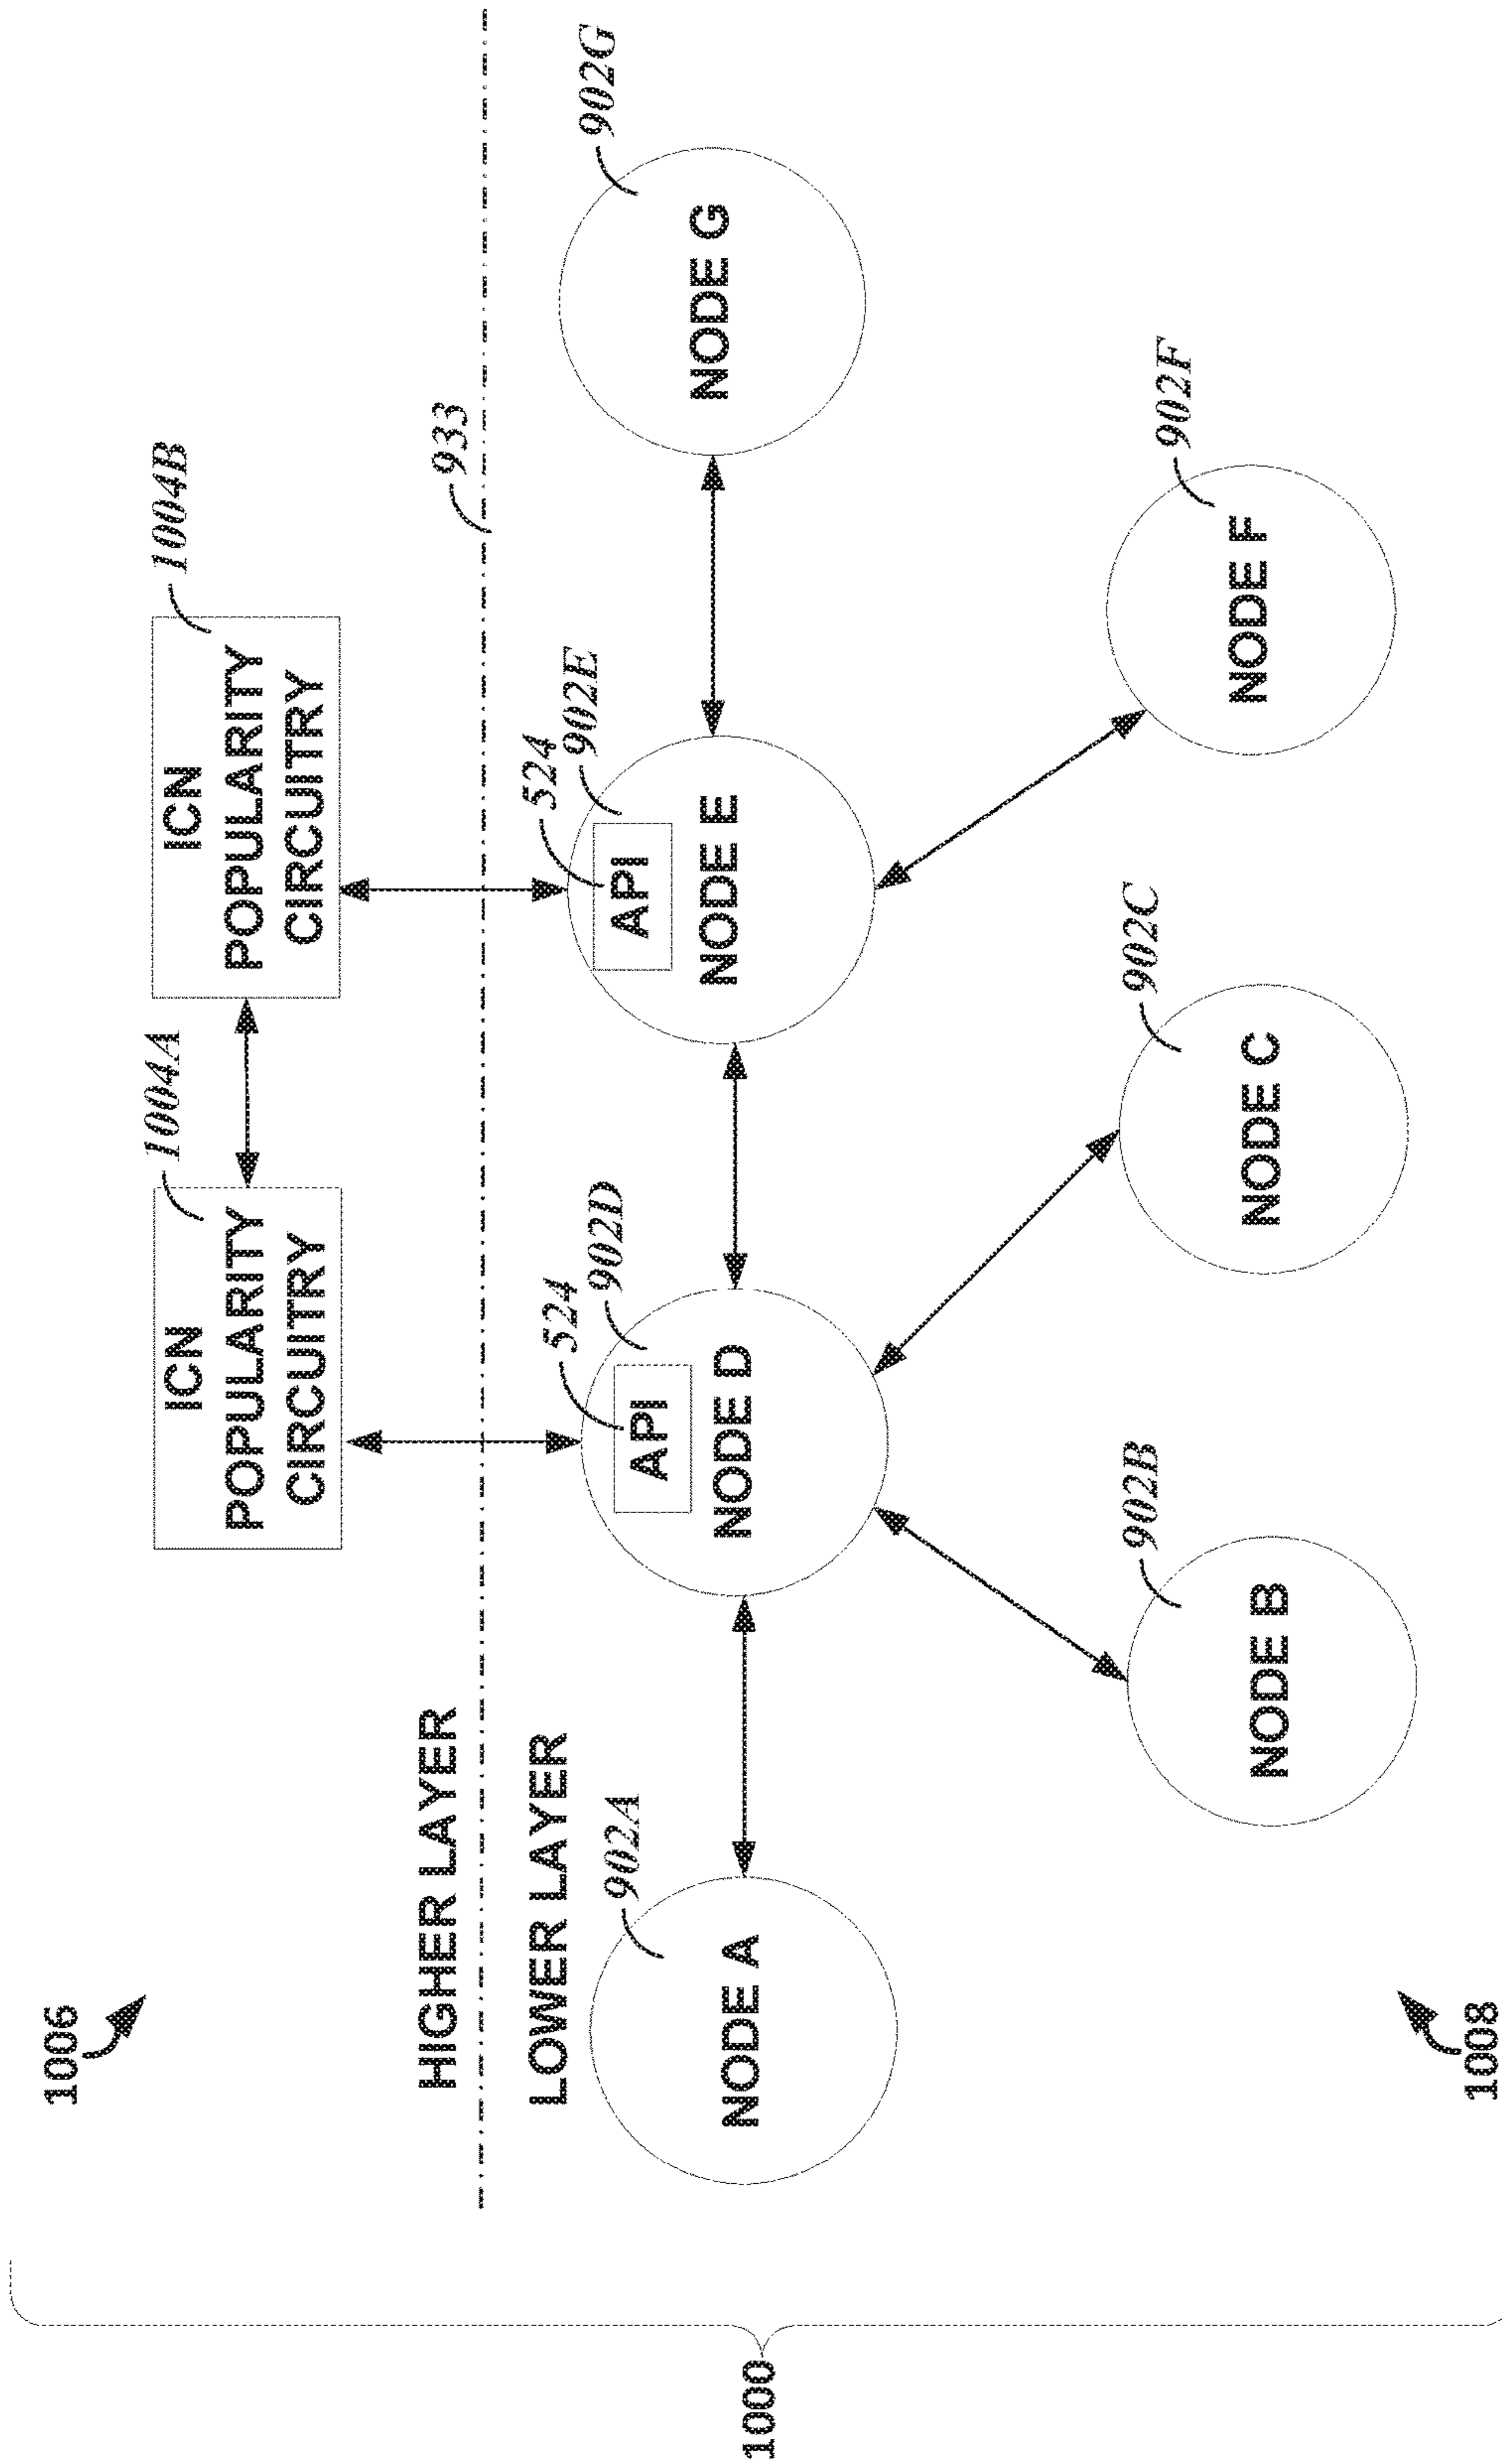 1000
1006
1004A
1004B
ICN
POPULARITY
CIRCUITRY
ICN
POPULARITY
CIRCUITRY
HIGHER LAYER
933
LOWER LAYER
902A
524
902D
524
902E
902G
API
API
NODE A
NODE D
NODE E
NODE G
902B
902C
902F
NODE B
NODE C
NODE F
1008